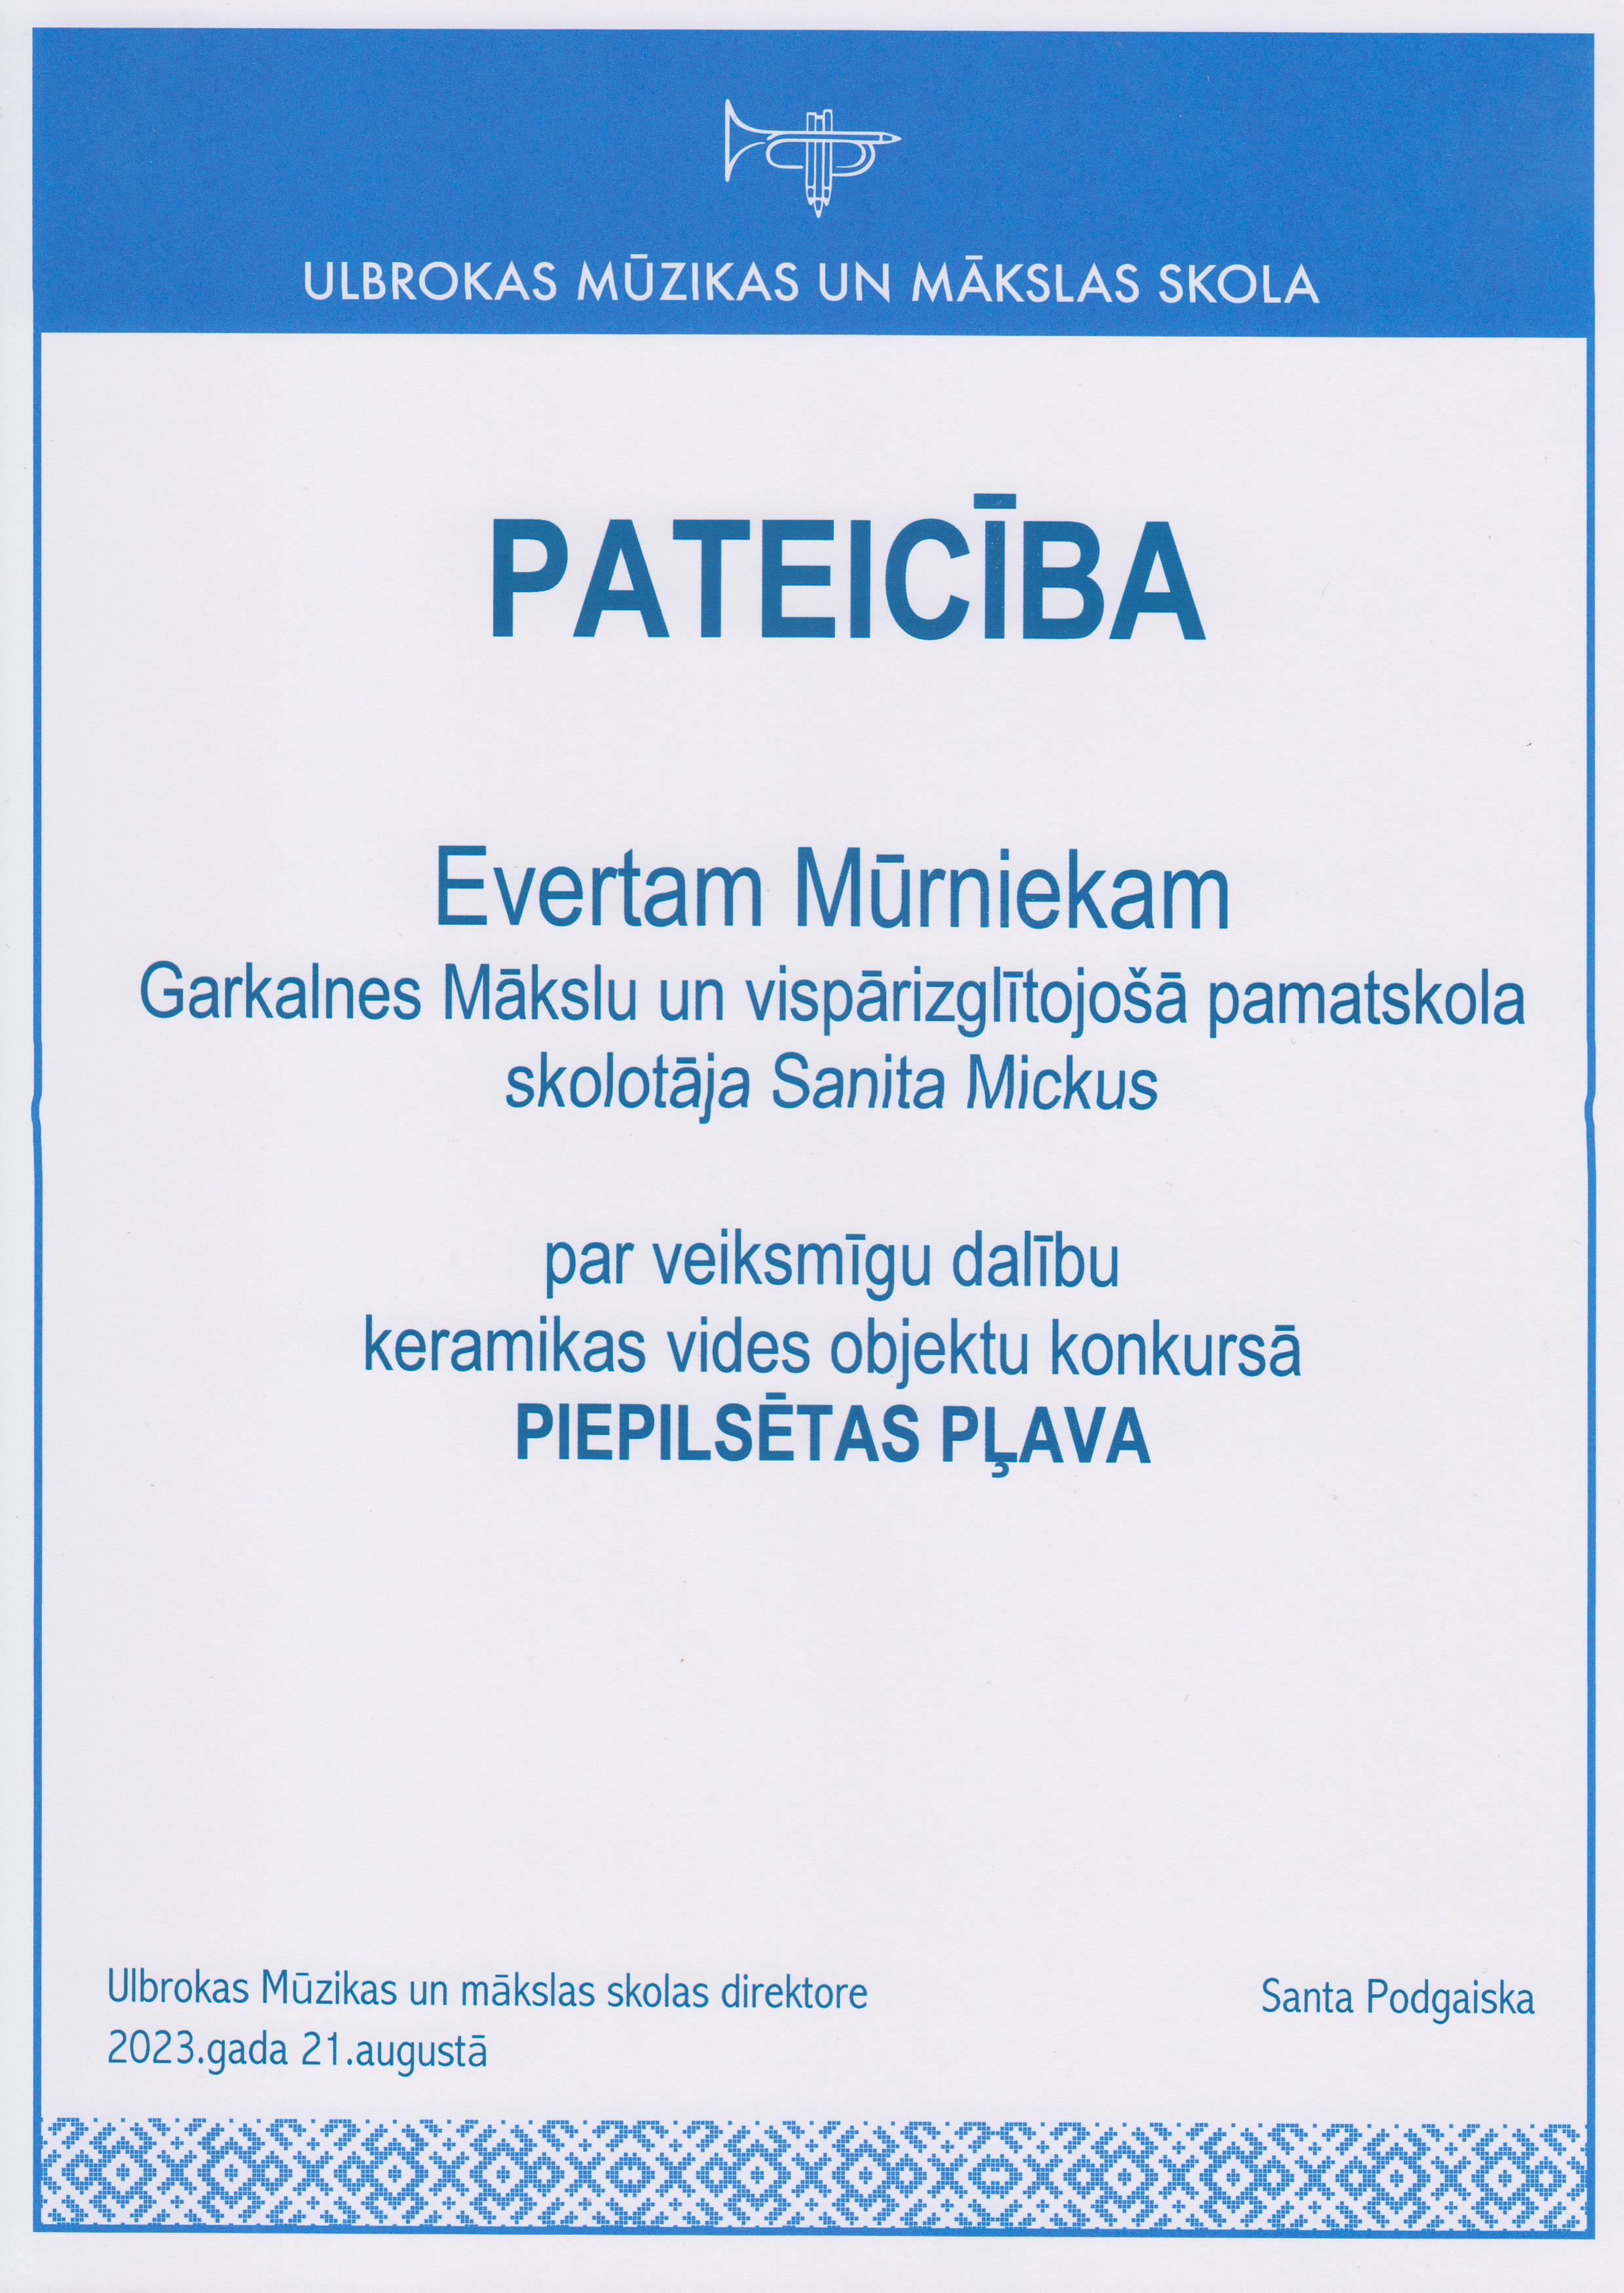 ULBROKAS MŪZIKAS UN MĀKSLAS SKOLA
PATEICĪBA
Evertam Mūrniekam
Garkalnes Mākslu un vispārizglītojošā pamatskola
skolotāja Sanita Mickus
par veiksmīgu dalību
keramikas vides objektu konkursā
PIEPILSĒTAS PĻAVA
Ulbrokas Mūzikas un mākslas skolas direktore Santa Podgaiska
2023.gada 21.augustā